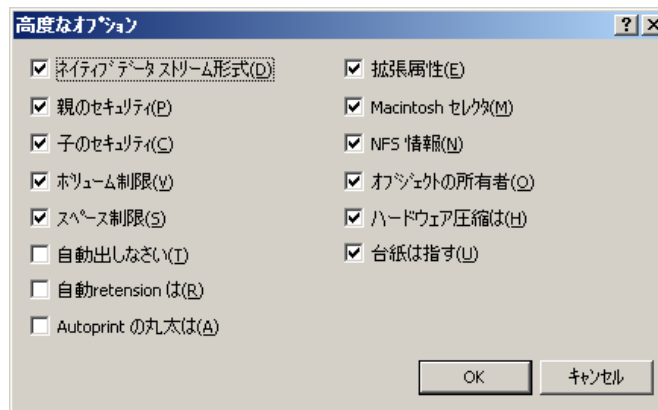 高度なオプション
ネイティブ データ ストリーム形式(D)
親のセキュリティ(P)
子のセキュリティ(C)
ボリューム制限(V)
スペース制限(S)
自動出しなさい(T)
自動retension は(R)
Autoprint の丸太は(A)
拡張属性(E)
Macintosh セレクタ(M)
NFS 情報(N)
オブジェクトの所有者(O)
ハードウェア圧縮は(H)
台紙は指す(U)
OK
キャンセル